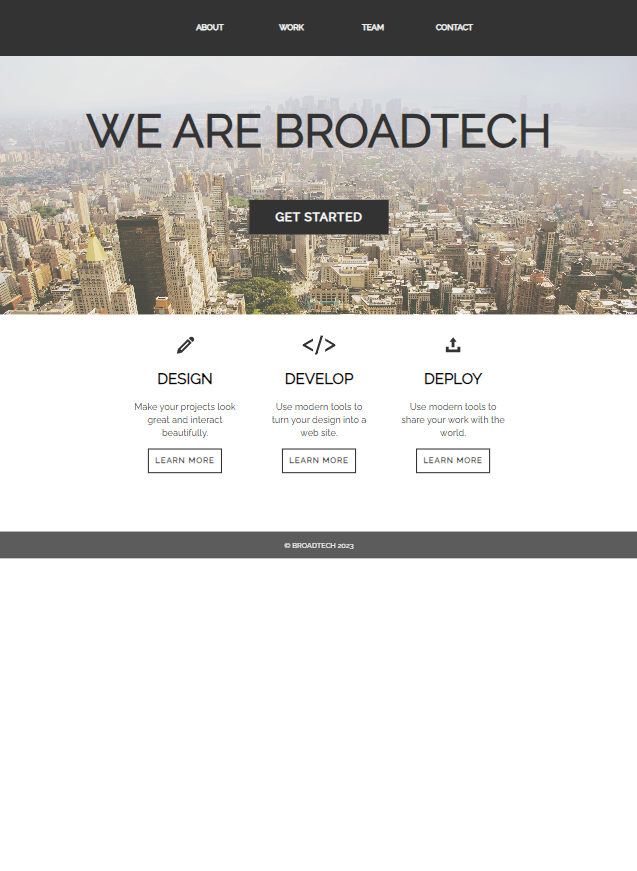 ABOUT WORK TEAM CONTACT
WE ARE BROADTECH
GET STARTED
</>
DESIGN
Make your projects look
great and interact
beautifully.
LEARN MORE
DEVELOP
Use modern tools to
turn your design into a
web site.
LEARN MORE
DEPLOY
Use modern tools to
share your work with the
world.
LEARN MORE
© BROADTECH 2023